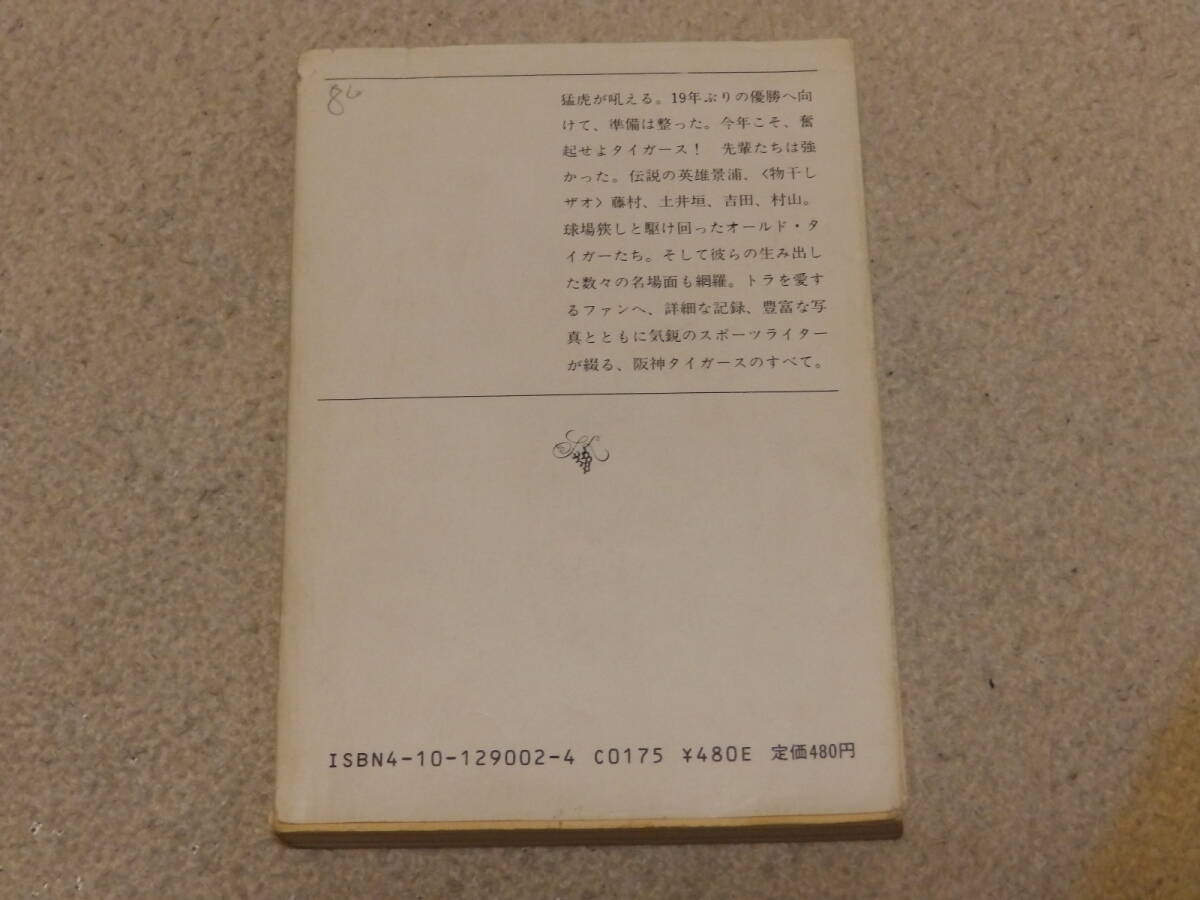 86
猛虎が吼える。19年ぶりの優勝へ向
けて、準備は整った。今年こそ、奮
起せよタイガース！　先輩たちは強
かった。伝説の英雄景浦、〈物干し
ザオ〉藤村、土井垣、吉田、村山。
球場狭しと駆け回ったオールド・タ
イガーたち。そして彼らの生み出し
た数々の名場面も網羅。トラを愛す
るファンへ、詳細な記録、豊富な写
真とともに気鋭のスポーツライター
が綴る、阪神タイガースのすべて。
ISBN4-10-129002-4 C0175 ¥480E 定価480円